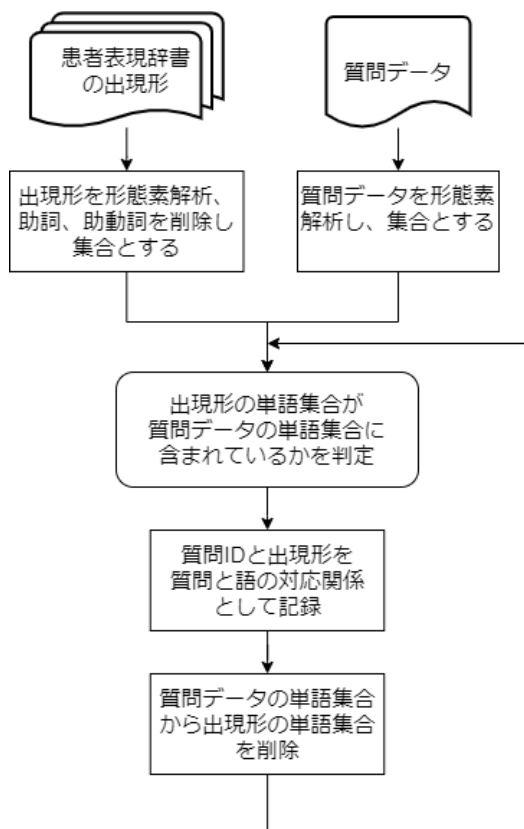 患者表現辞書
の出現形
質問データ
出現形を形態素解析、
助詞、助動詞を削除し
集合とする
質問データを形態素
解析し、集合とする
出現形の単語集合が
質問データの単語集合に
含まれているかを判定
質問IDと出現形を
質問と語の対応関係
として記録
質問データの単語集合
から出現形の単語集合
を削除